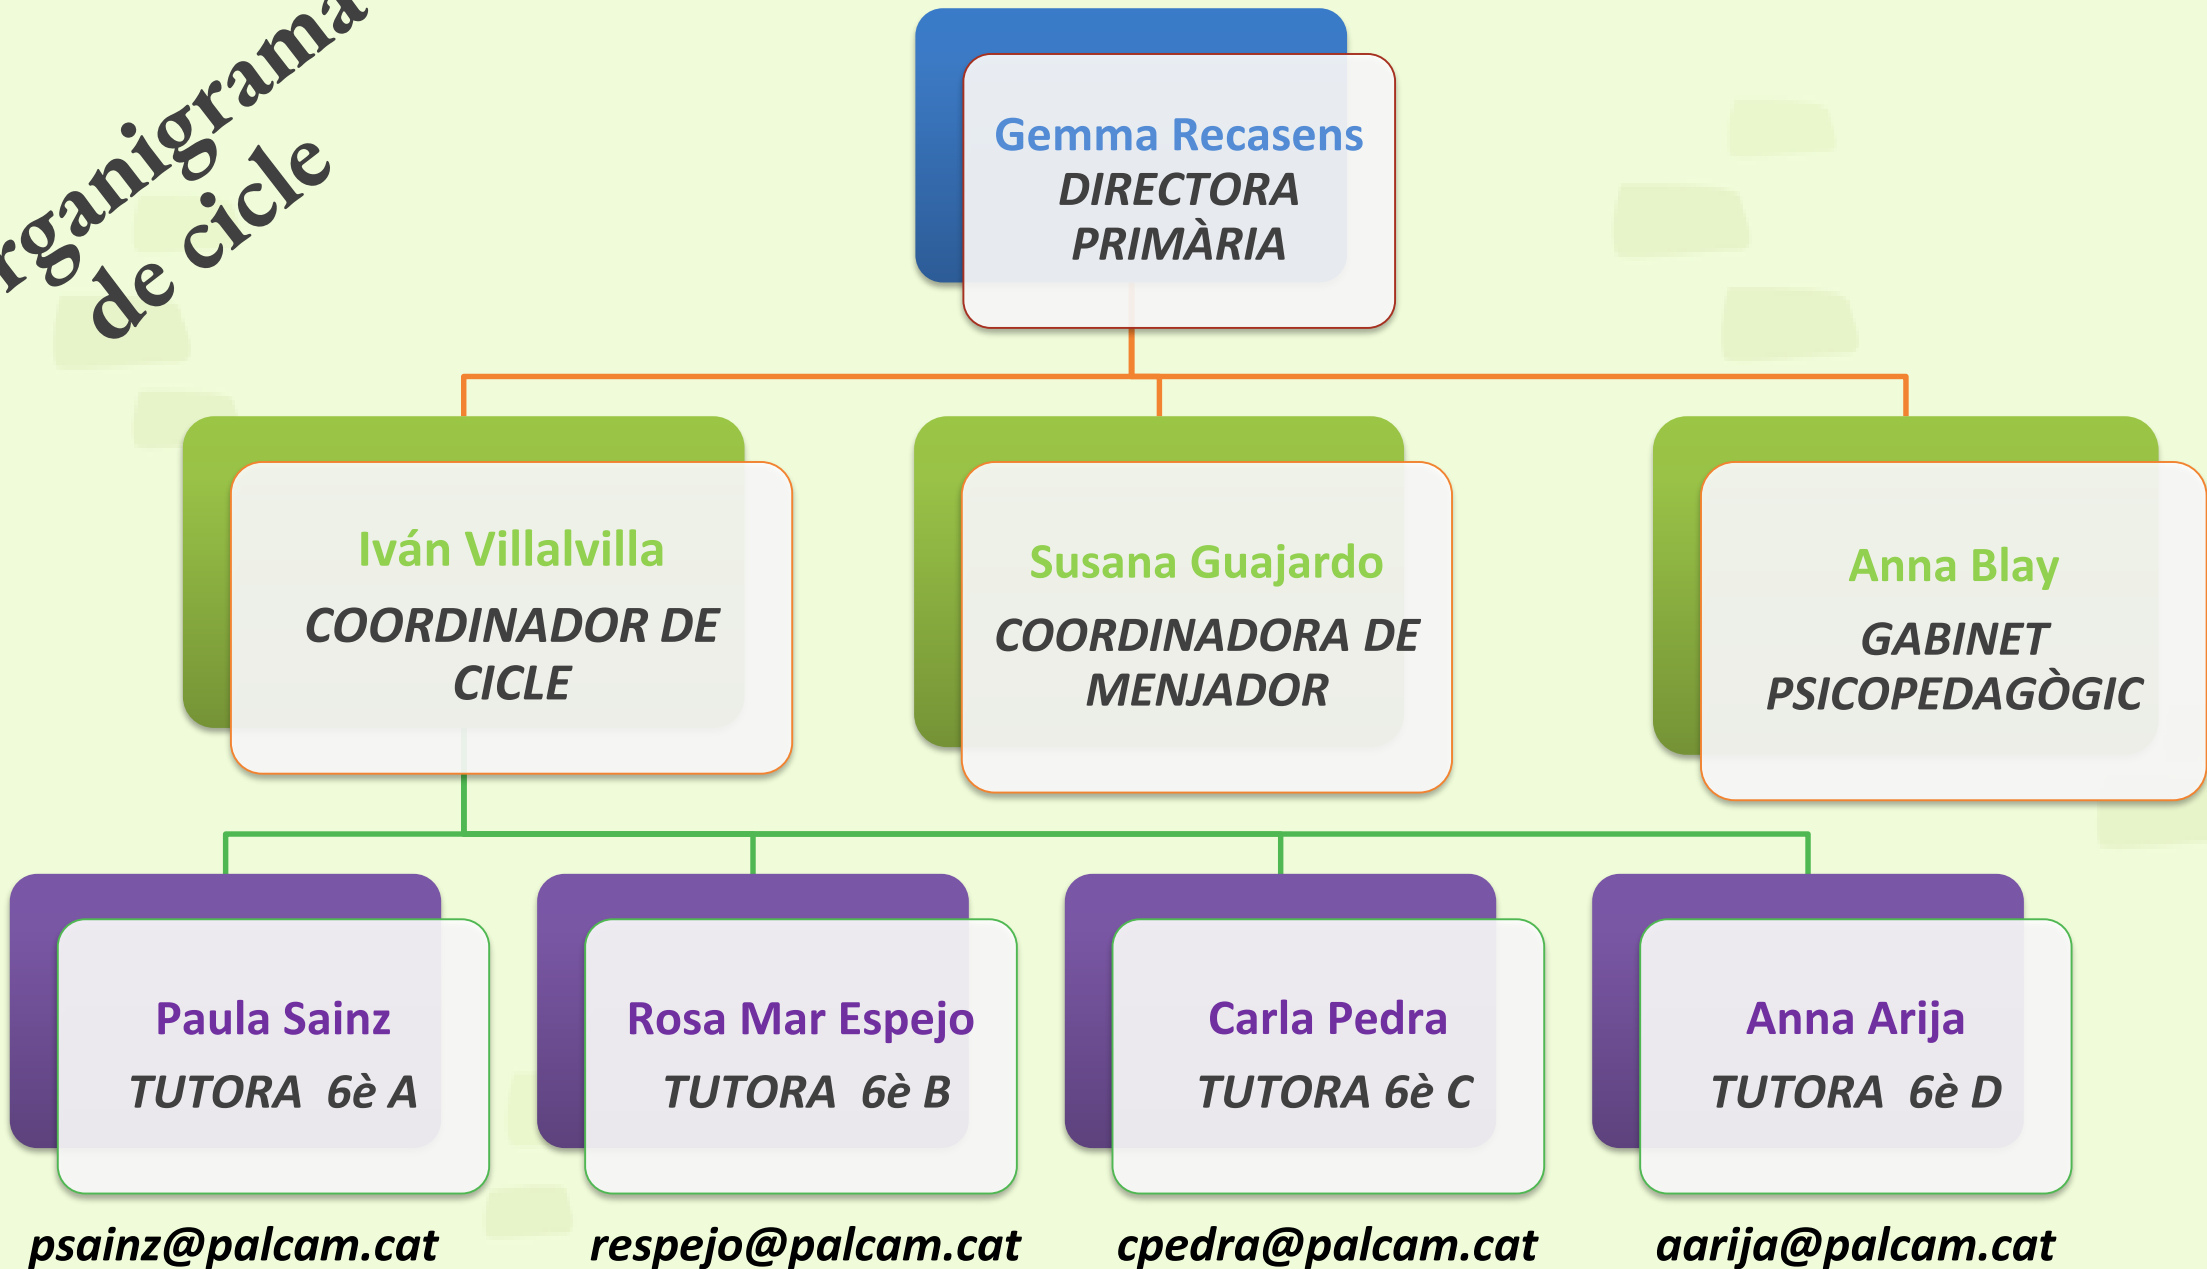 rganigrama
de cicle
Gemma Recasens
DIRECTORA
PRIMÀRIA
Iván Villalvilla
COORDINADOR DE
CICLE
Susana Guajardo
COORDINADORA DE
MENJADOR
Anna Blay
GABINET
PSICOPEDAGÒGIC
Paula Sainz
TUTORA  6è A
Rosa Mar Espejo
TUTORA  6è B
Carla Pedra
TUTORA 6è C
Anna Arija
TUTORA  6è D
psainz@palcam.cat
respejo@palcam.cat
cpedra@palcam.cat
aarija@palcam.cat